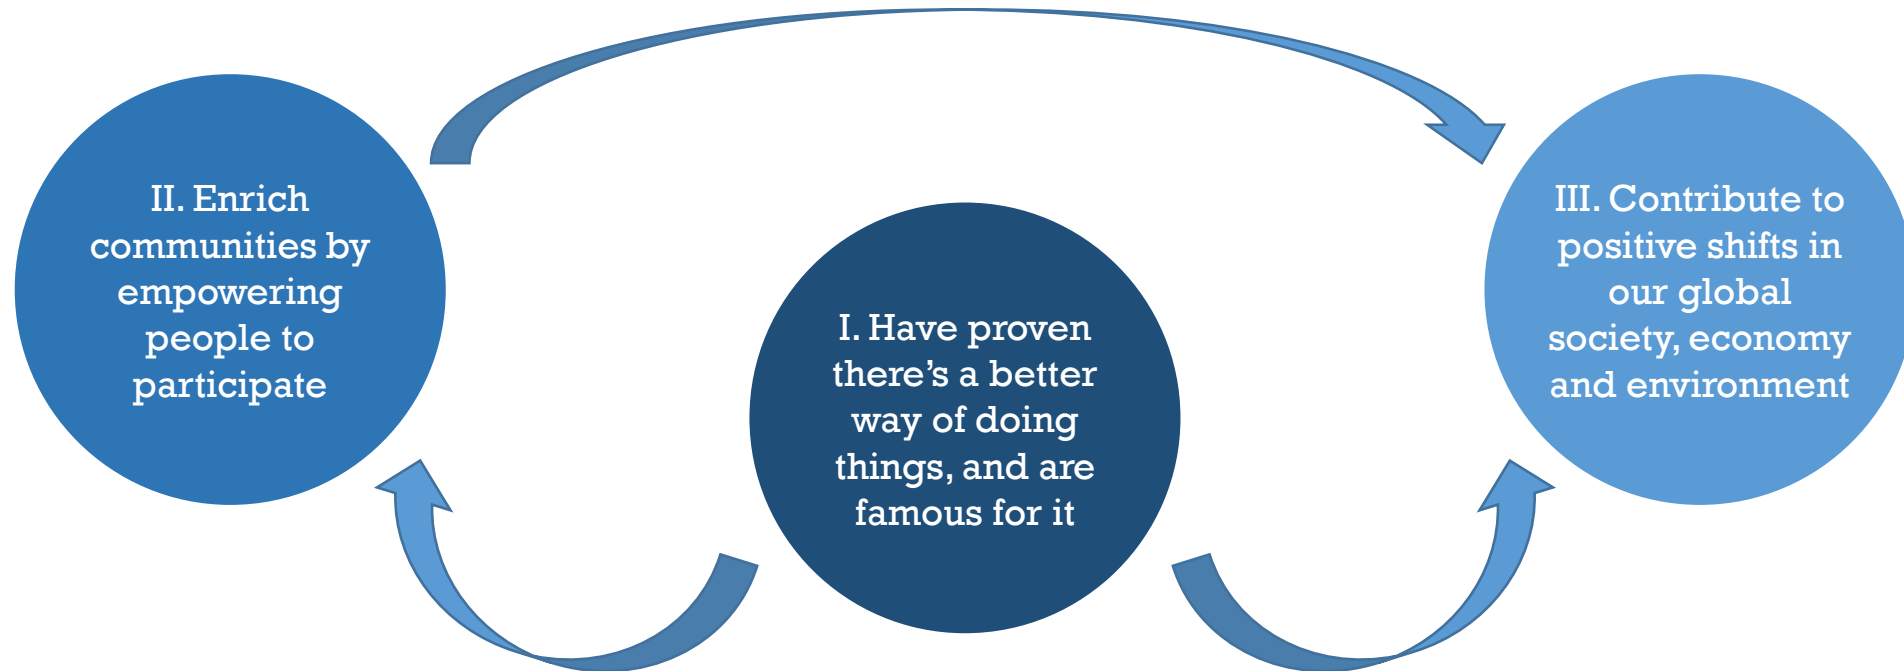 II. Enrich
communities by
empowering
people to
participate
I. Have proven
there’s a better
way of doing
things, and are
famous for it
III. Contribute to
positive shifts in
our global
society, economy
and environment